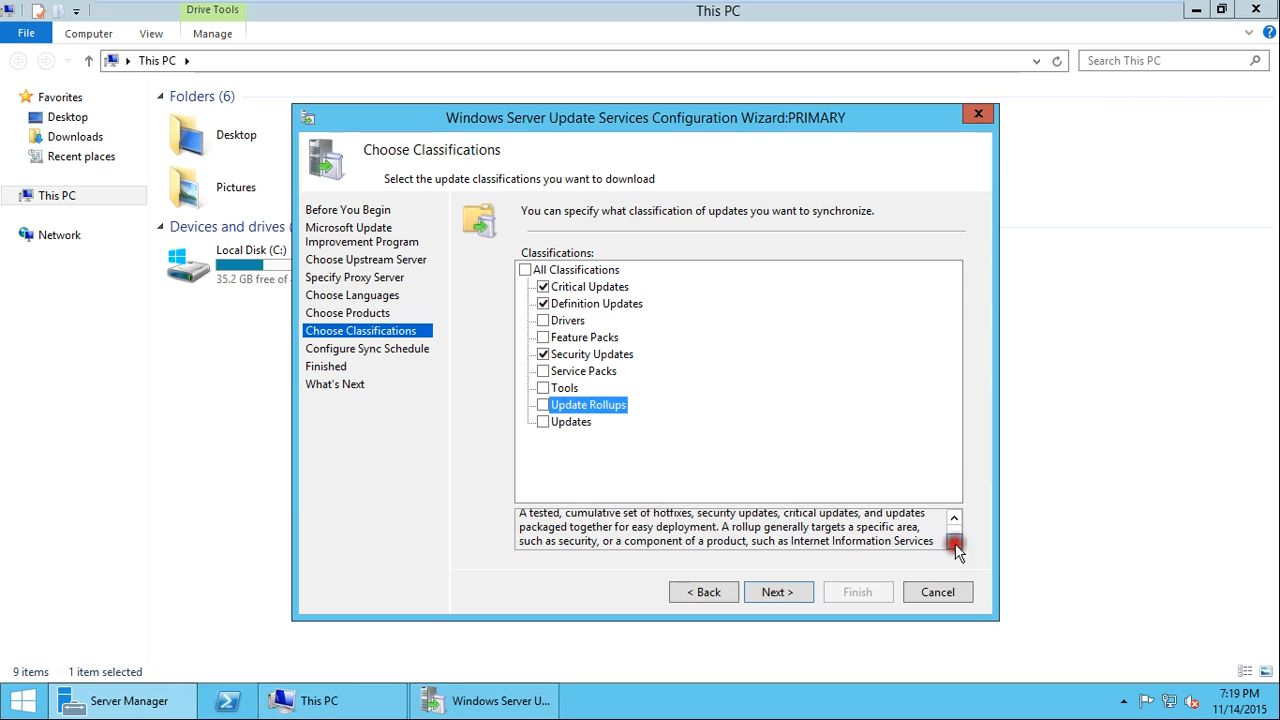 Drive Tools
This PC
File
Computer
View
Manage
This PC
Search This PC
Favorites
Desktop
Downloads
Recent places
This PC
Network
Folders (6)
Desktop
Pictures
Devices and drives (
Local Disk (C:)
35.2 GB free of
Windows Server Update Services Configuration Wizard:PRIMARY
X
Choose Classifications
Select the update classifications you want to download
Before You Begin
Microsoft Update
Improvement Program
Choose Upstream Server
Specify Proxy Server
Choose Languages
Choose Products
Choose Classifications
Configure Sync Schedule
Finished
What's Next
You can specify what classification of updates you want to synchronize.
Classifications:
All Classifications
Critical Updates
Definition Updates
Drivers
Feature Packs
Security Updates
Service Packs
Tools
Update Rollups
Updates
A tested, cumulative set of hotfixes, security updates, critical updates, and updates
packaged together for easy deployment. A rollup generally targets a specific area,
such as security, or a component of a product, such as Internet Information Services
< Back
Next >
Finish
Cancel
9 items
1 item selected
Server Manager
This PC
Windows Server U...
7:19 PM
11/14/2015